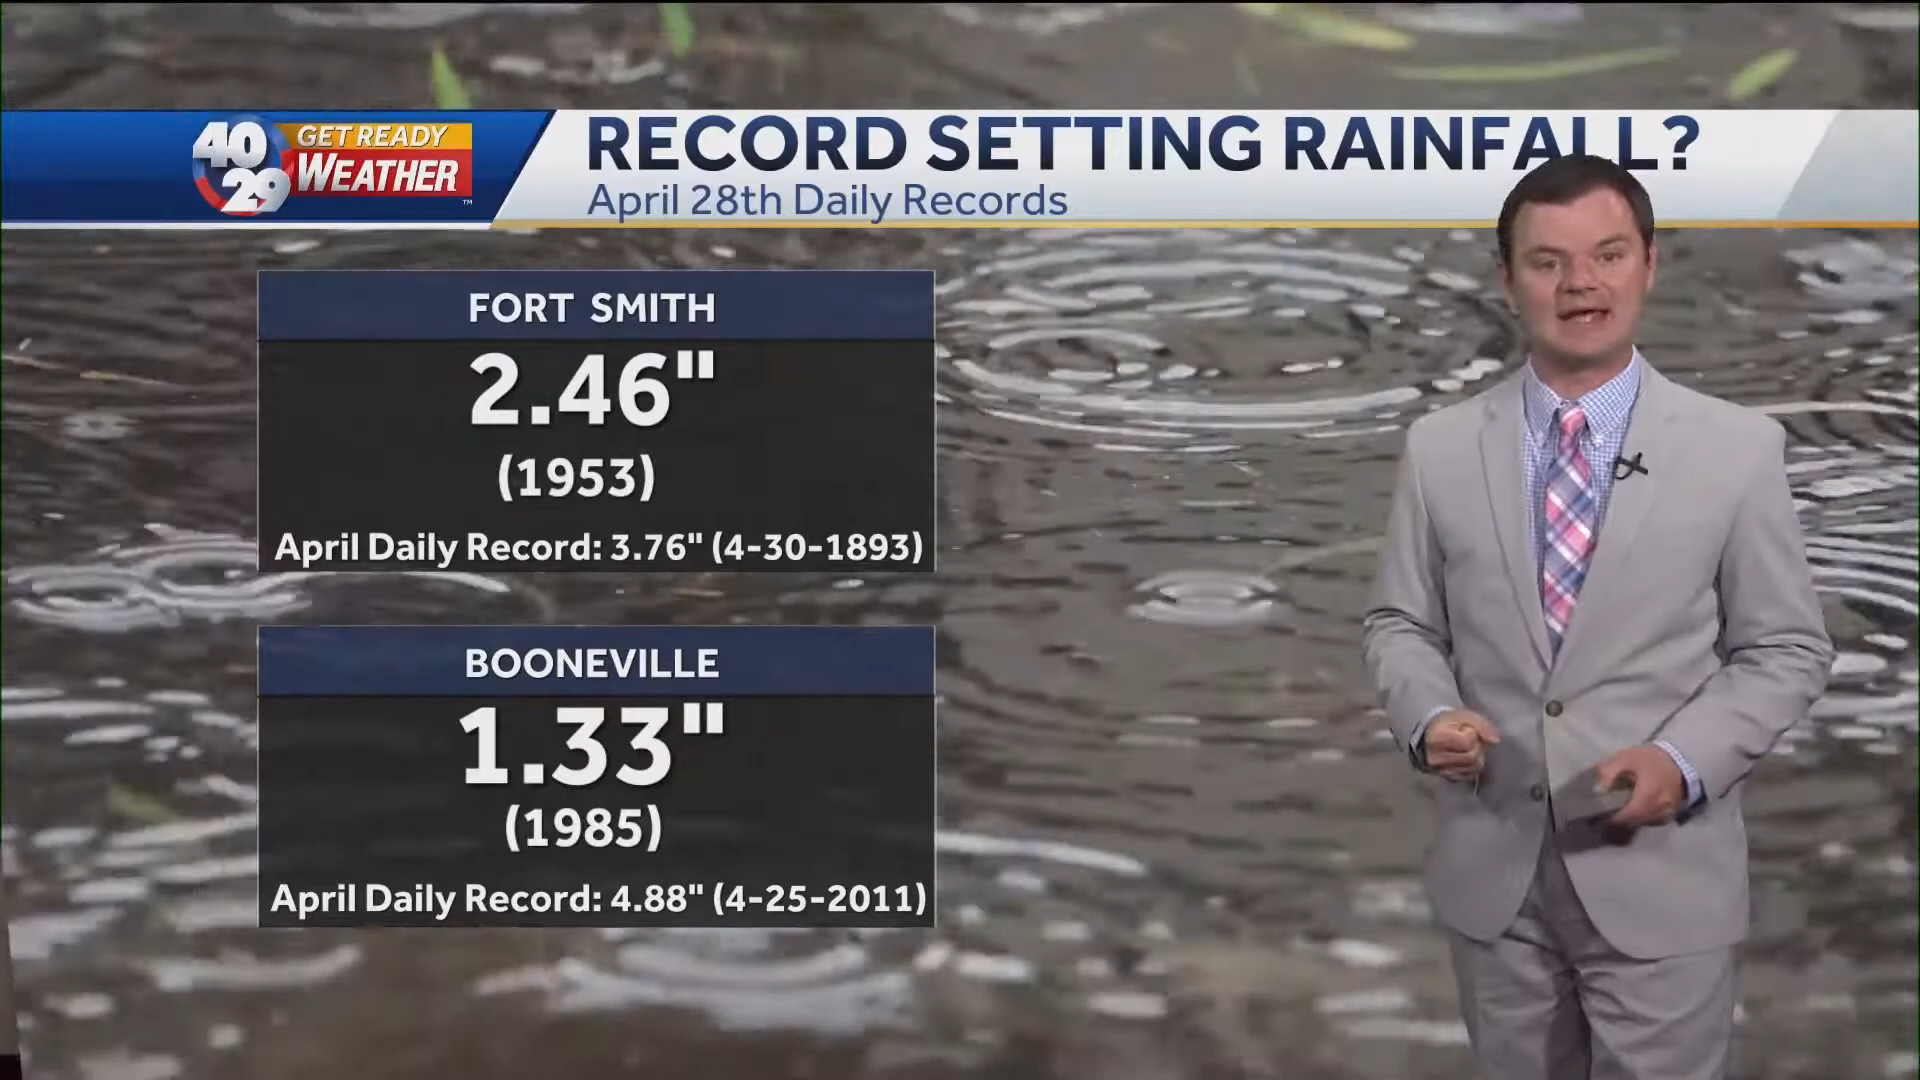 40
29
GET READY
WEATHER
™
RECORD SETTING RAINFALL?
April 28th Daily Records
FORT SMITH
2.46"
(1953)
April Daily Record: 3.76" (4-30-1893)
BOONEVILLE
1.33"
(1985)
April Daily Record: 4.88" (4-25-2011)